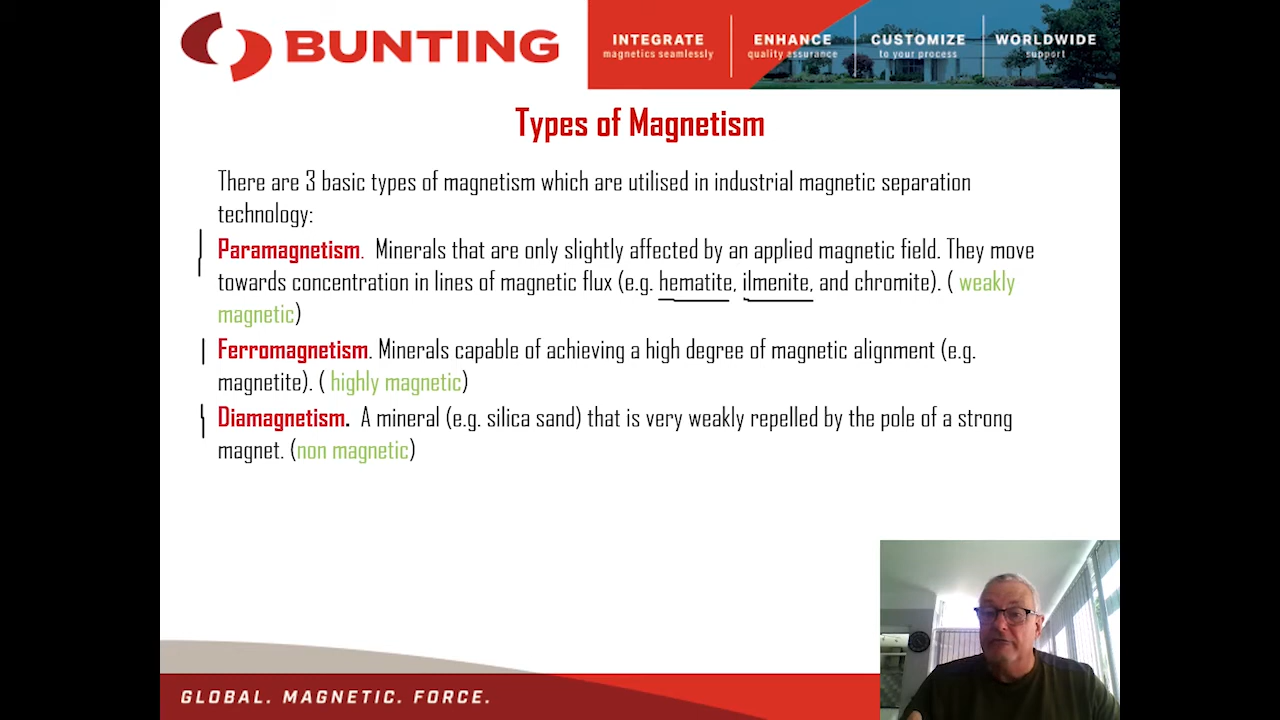 BUNTING
INTEGRATE
magnetics seamlessly
ENHANCE
quality assurance
CUSTOMIZE
to your process
WORLDWIDE
support
Types of Magnetism
There are 3 basic types of magnetism which are utilised in industrial magnetic separation
technology:
Paramagnetism. Minerals that are only slightly affected by an applied magnetic field. They move
towards concentration in lines of magnetic flux (e.g. hematite, ilmenite, and chromite). ( weakly
magnetic)
Ferromagnetism. Minerals capable of achieving a high degree of magnetic alignment (e.g.
magnetite). ( highly magnetic)
Diamagnetism. A mineral (e.g. silica sand) that is very weakly repelled by the pole of a strong
magnet. (non magnetic)
GLOBAL. MAGNETIC. FORCE.